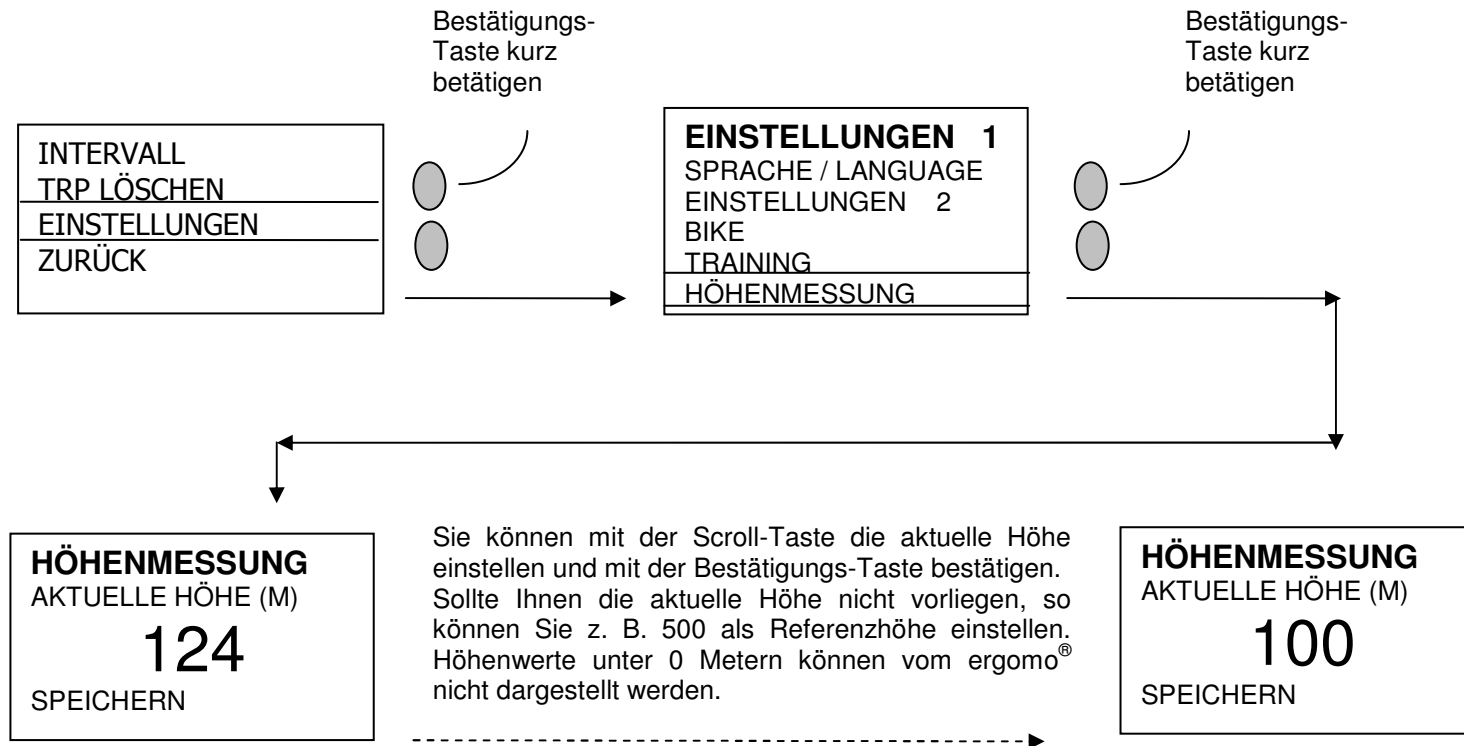 Bestätigungs-
Taste kurz
betätigen
Bestätigungs-
Taste kurz
betätigen
INTERVALL
TRP LÖSCHEN
EINSTELLUNGEN
ZURÜCK
EINSTELLUNGEN 1
SPRACHE / LANGUAGE
EINSTELLUNGEN 2
BIKE
TRAINING
HÖHENMESSUNG
HÖHENMESSUNG
AKTUELLE HÖHE (M)
124
SPEICHERN
Sie können mit der Scroll-Taste die aktuelle Höhe
einstellen und mit der Bestätigungs-Taste bestätigen.
Sollte Ihnen die aktuelle Höhe nicht vorliegen, so
können Sie z. B. 500 als Referenzhöhe einstellen.
Höhenwerte unter 0 Metern können vom ergomo®
nicht dargestellt werden.
HÖHENMESSUNG
AKTUELLE HÖHE (M)
100
SPEICHERN